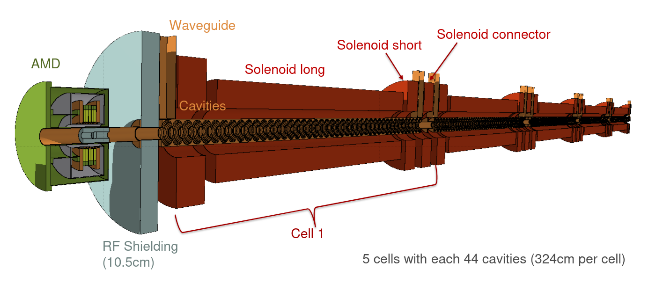 Waveguide
Solenoid connector
Solenoid short
AMD
Solenoid long
Cavities
Cell 1
RF Shielding
(10.5cm)
5 cells with each 44 cavities (324cm per cell)